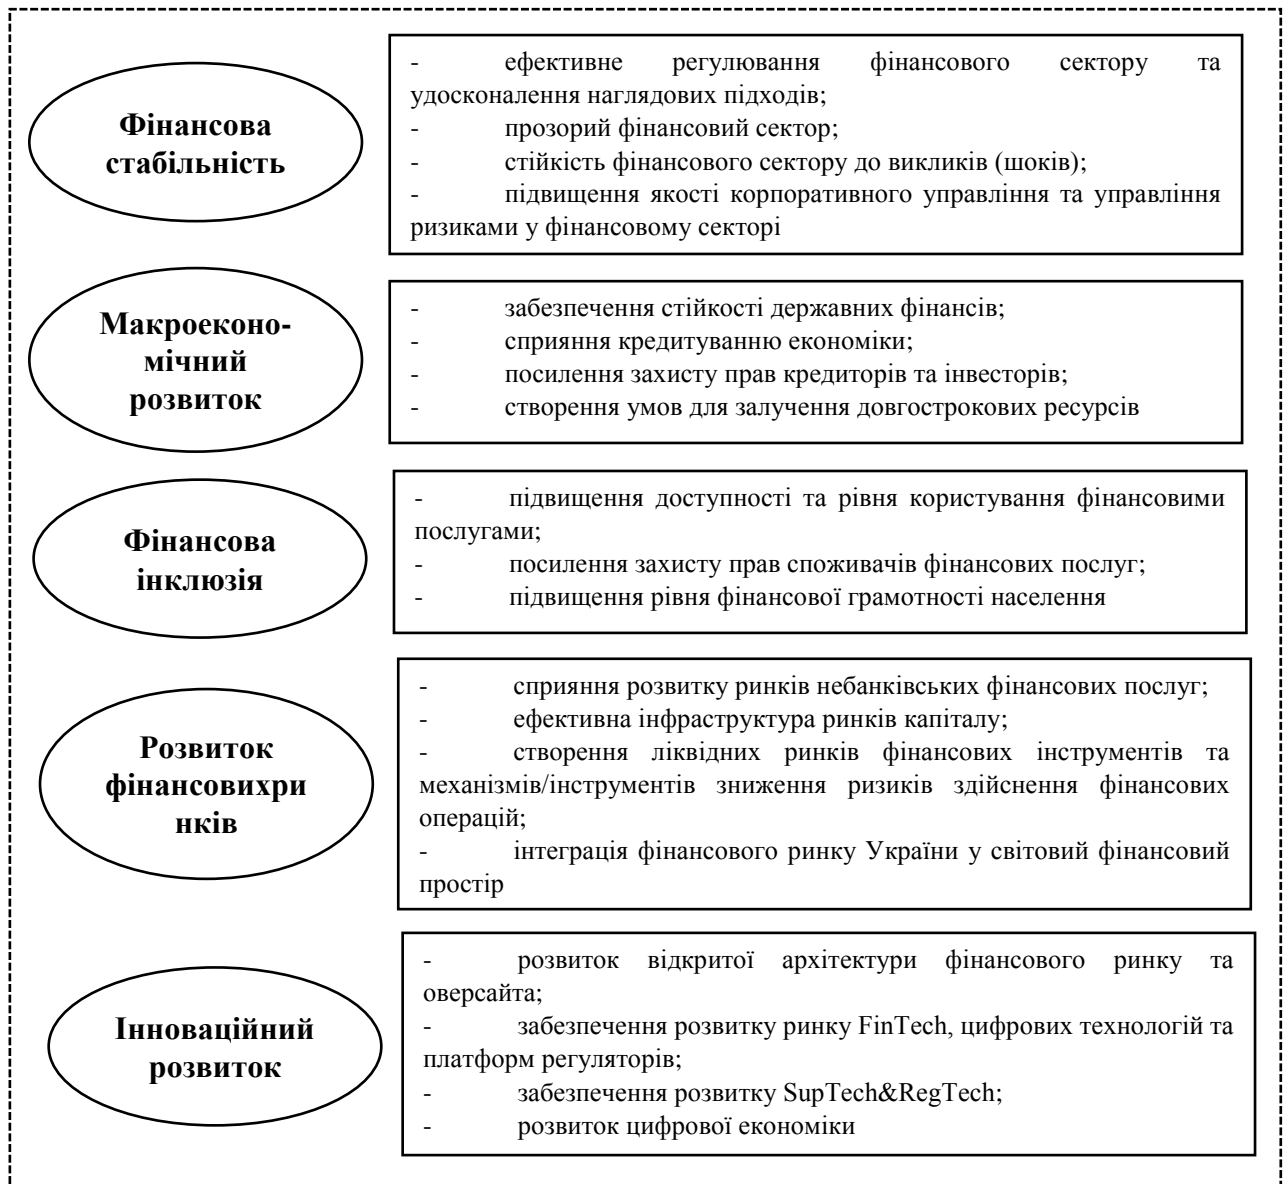 Фінансова
стабільність
- ефективне регулювання фінансового сектору та
удосконалення наглядових підходів;
- прозорий фінансовий сектор;
- стійкість фінансового сектору до викликів (шоків);
- підвищення якості корпоративного управління та управління
ризиками у фінансовому секторі
Макроеконо-
мічний
розвиток
- забезпечення стійкості державних фінансів;
- сприяння кредитуванню економіки;
- посилення захисту прав кредиторів та інвесторів;
- створення умов для залучення довгострокових ресурсів
Фінансова
інклюзія
- підвищення доступності та рівня користування фінансовими
послугами;
- посилення захисту прав споживачів фінансових послуг;
- підвищення рівня фінансової грамотності населення
Розвиток
фінансовихри
нків
- сприяння розвитку ринків небанківських фінансових послуг;
- ефективна інфраструктура ринків капіталу;
- створення ліквідних ринків фінансових інструментів та
механізмів/інструментів зниження ризиків здійснення фінансових
операцій;
- інтеграція фінансового ринку України у світовий фінансовий
простір
Інноваційний
розвиток
- розвиток відкритої архітектури фінансового ринку та
оверсайта;
- забезпечення розвитку ринку FinTech, цифрових технологій та
платформ регуляторів;
- забезпечення розвитку SupTech&RegTech;
- розвиток цифрової економіки